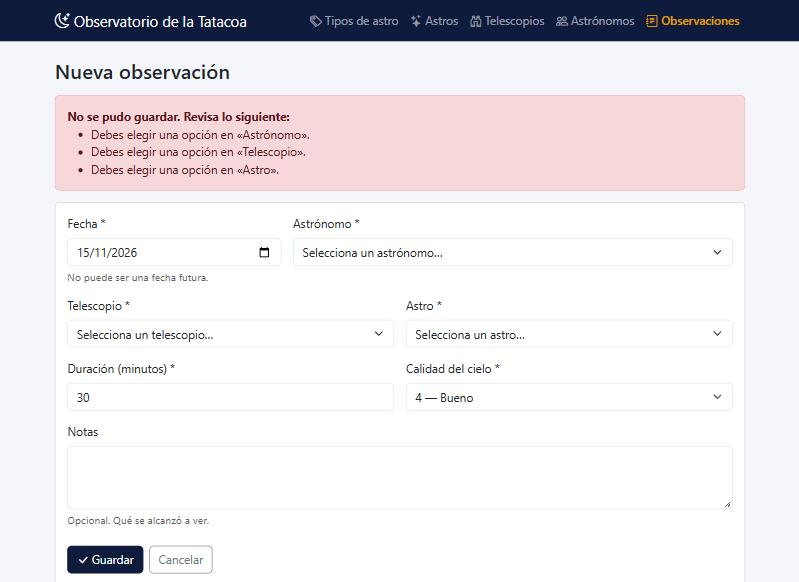 Observatorio de la Tatacoa
Tipos de astro
Astros
Telescopios
Astrónomos
Observaciones
Nueva observación
No se pudo guardar. Revisa lo siguiente:
• Debes elegir una opción en «Astrónomo».
• Debes elegir una opción en «Telescopio».
• Debes elegir una opción en «Astro».
Fecha *
Astrónomo *
15/11/2026
Selecciona un astrónomo...
No puede ser una fecha futura.
Telescopio *
Astro *
Selecciona un telescopio...
Selecciona un astro...
Duración (minutos) *
Calidad del cielo *
30
4 — Bueno
Notas
Opcional. Qué se alcanzó a ver.
Guardar
Cancelar